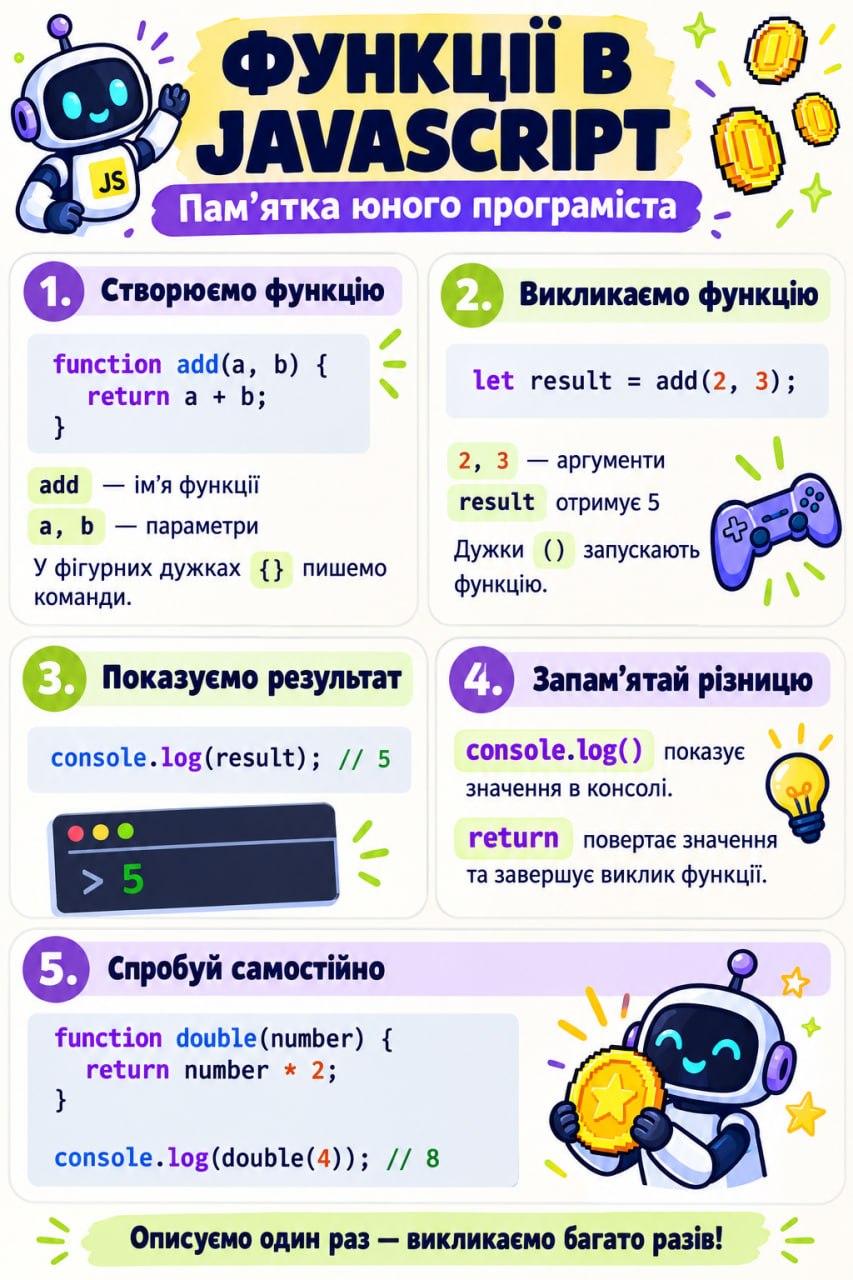 ФУНКЦІЇ В
JAVASCRIPT
JS
Пам’ятка юного програміста
1. Створюємо функцію
function add(a, b) {
  return a + b;
}
add — ім’я функції
a, b — параметри
У фігурних дужках {} пишемо
команди.
2. Викликаємо функцію
let result = add(2, 3);
2, 3 — аргументи
result отримує 5
Дужки () запускають
функцію.
3. Показуємо результат
console.log(result); // 5
> 5
4. Запам’ятай різницю
console.log() показує
значення в консолі.
return повертає значення
та завершує виклик функції.
5. Спробуй самостійно
function double(number) {
  return number * 2;
}
console.log(double(4)); // 8
Описуємо один раз — викликаємо багато разів!